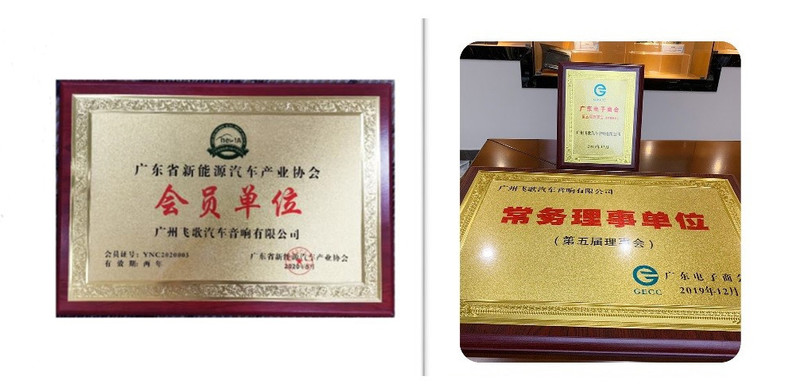 广东省新能源汽车产业协会
会员单位
广州飞歌汽车音响有限公司
会员证号：YNC2020003
有效期：两年
广东省新能源汽车产业协会
GECC
广东电子商会
广州飞歌汽车音响有限公司
常务理事单位
（第五届理事会）
GECC
广东电子商会
2019年12月